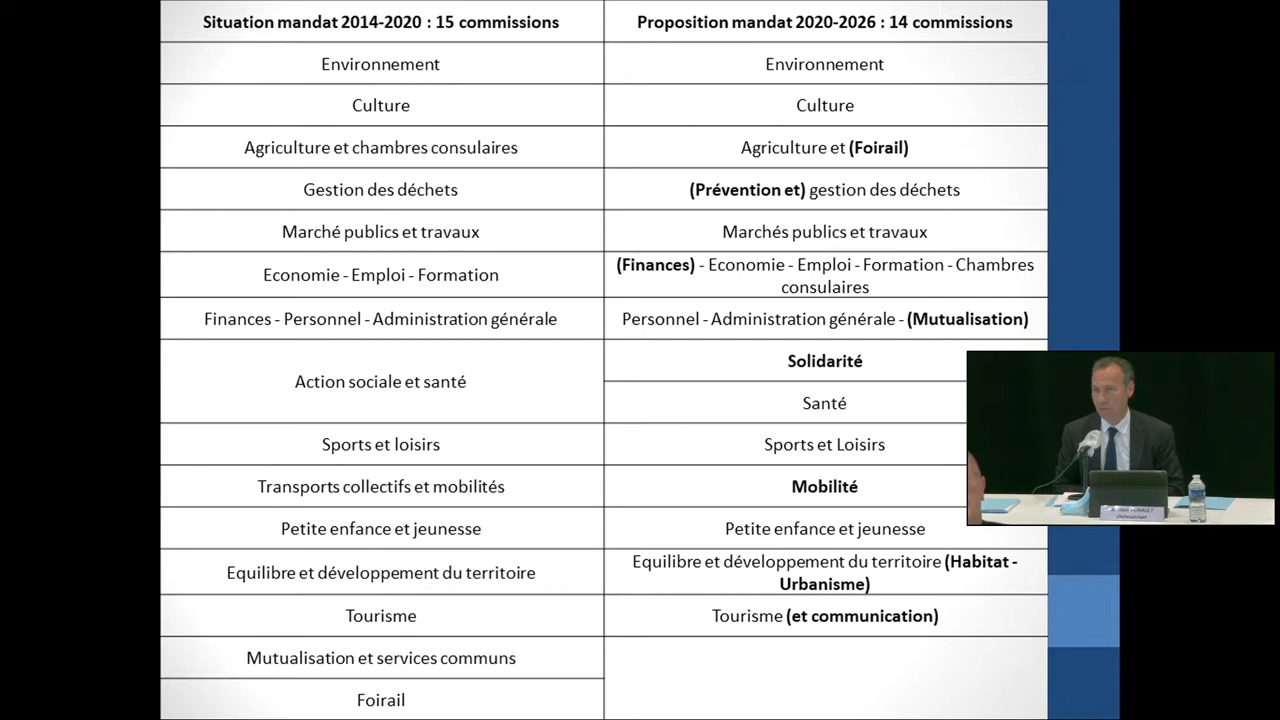 Situation mandat 2014-2020 : 15 commissions
Proposition mandat 2020-2026 : 14 commissions
Environnement
Environnement
Culture
Culture
Agriculture et chambres consulaires
Agriculture et (Foirail)
Gestion des déchets
(Prévention et) gestion des déchets
Marché publics et travaux
Marchés publics et travaux
Economie - Emploi - Formation
(Finances) - Economie - Emploi - Formation - Chambres
consulaires
Finances - Personnel - Administration générale
Personnel - Administration générale - (Mutualisation)
Action sociale et santé
Solidarité
Santé
Sports et loisirs
Sports et Loisirs
Transports collectifs et mobilités
Mobilité
Petite enfance et jeunesse
Petite enfance et jeunesse
Equilibre et développement du territoire
Equilibre et développement du territoire (Habitat -
Urbanisme)
Tourisme
Tourisme (et communication)
Mutualisation et services communs
Foirail